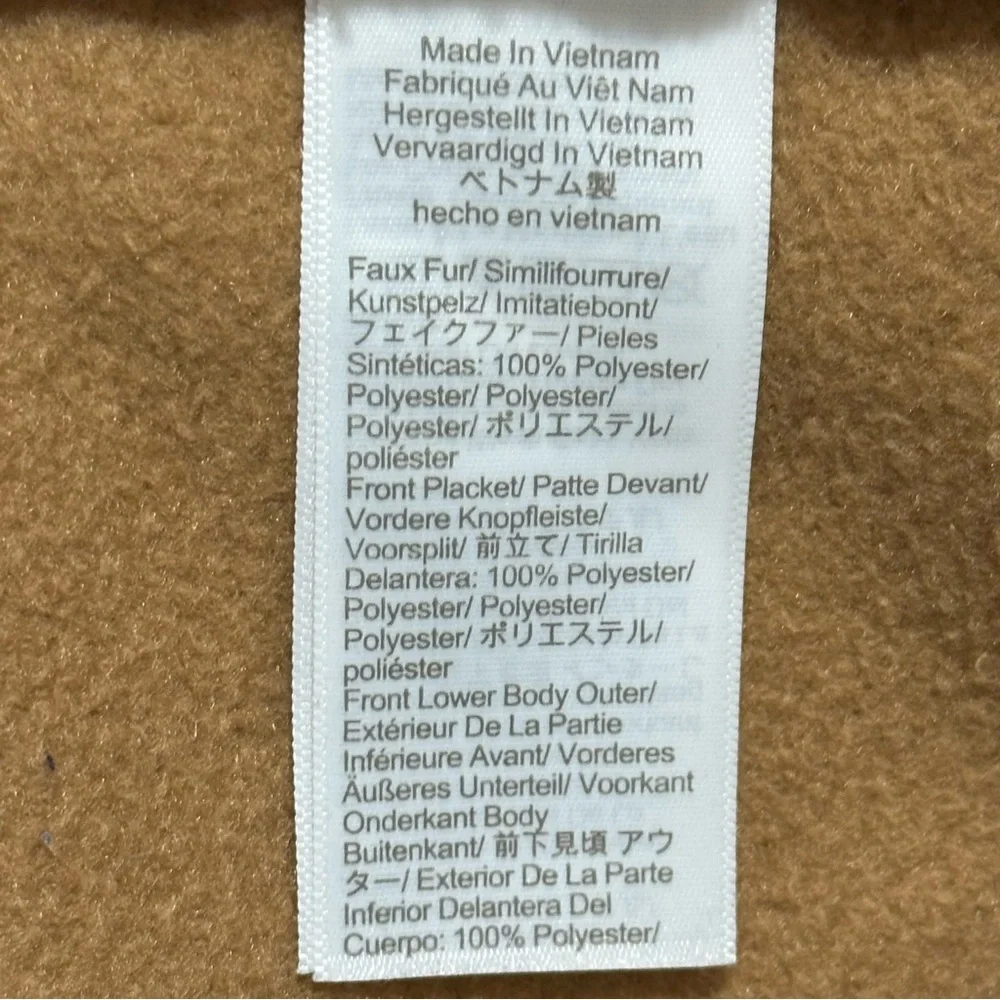 Made In Vietnam
Fabriqué Au Viêt Nam
Hergestellt In Vietnam
Vervaardigd In Vietnam
ベトナム製
hecho en vietnam
Faux Fur/ Similifourrure/
Kunstpelz/ Imitatiebont/
フェイクファー/ Pieles
Sintéticas: 100% Polyester/
Polyester/ Polyester/
Polyester/ ポリエステル/
poliéster
Front Placket/ Patte Devant/
Vordere Knopfleiste/
Voorsplit/ 前立て/ Tirilla
Delantera: 100% Polyester/
Polyester/ Polyester/
Polyester/ ポリエステル/
poliéster
Front Lower Body Outer/
Extérieur De La Partie
Inférieure Avant/ Vorderes
Äußeres Unterteil/ Voorkant
Onderkant Body
Buitenkant/ 前下見頃 アウ
ター/ Exterior De La Parte
Inferior Delantera Del
Cuerpo: 100% Polyester/